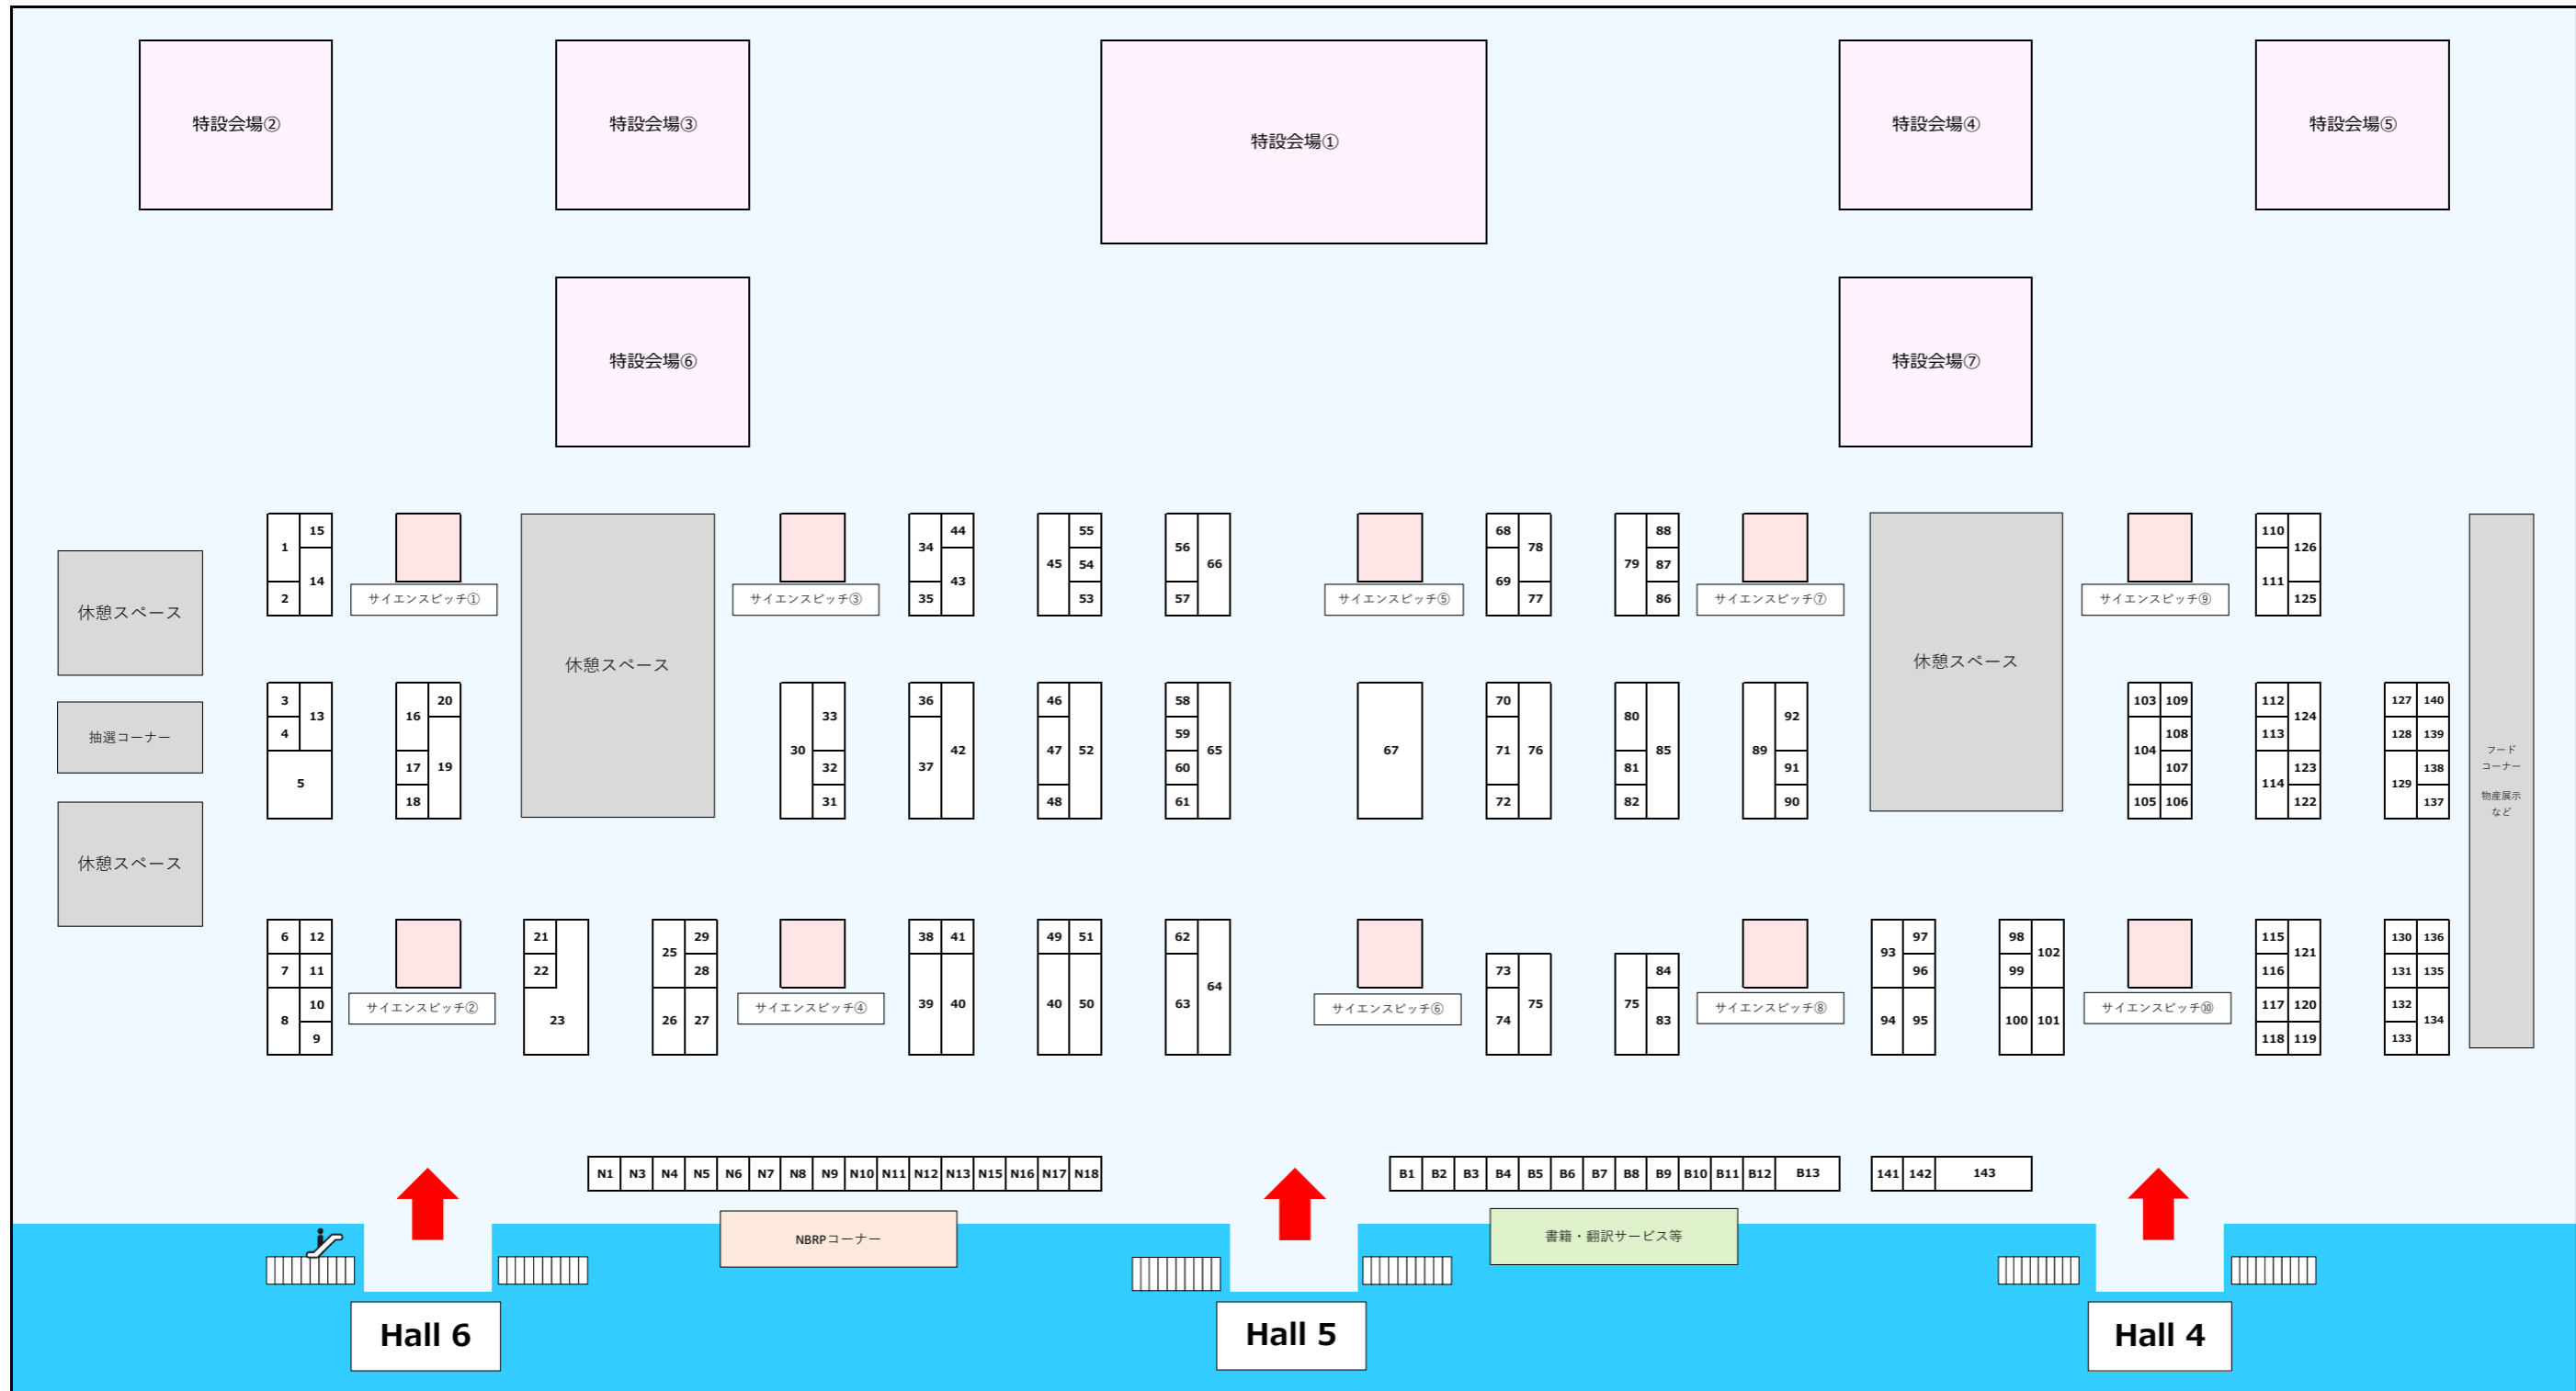 特設会場②
特設会場③
特設会場①
特設会場④
特設会場⑤
特設会場⑥
特設会場⑦
1 15 34 44 45 55 56 66 68 78 79 88 110 126
14 43 54 69 87 111
2 35 53 57 77 86 125
サイエンスピッチ① サイエンスピッチ③ サイエンスピッチ⑤ サイエンスピッチ⑦ サイエンスピッチ⑨
休憩スペース
休憩スペース
休憩スペース
抽選コーナー
休憩スペース
3 13 16 20 30 33 36 42 46 52 58 65 67 70 76 80 85 89 92 103 109 112 124 127 140
4 37 47 59 71 104 108 113 128 139
5 17 19 32 60 81 91 107 114 123 129 138
18 31 48 61 72 82 90 105 106 122 137
フード
コーナー
物産展示
など
6 12 21 25 29 38 41 49 51 62 93 97 98 102 115 121 130 136
7 11 22 28 64 73 84 96 99 116 131 135
8 10 23 26 27 39 40 40 50 63 74 75 75 83 94 95 100 101 117 120 132 134
9 118 119 133
サイエンスピッチ② サイエンスピッチ④ サイエンスピッチ⑥ サイエンスピッチ⑧ サイエンスピッチ⑩
N1 N3 N4 N5 N6 N7 N8 N9 N10 N11 N12 N13 N15 N16 N17 N18
B1 B2 B3 B4 B5 B6 B7 B8 B9 B10 B11 B12 B13
141 142 143
NBRPコーナー
書籍・翻訳サービス等
Hall 6
Hall 5
Hall 4